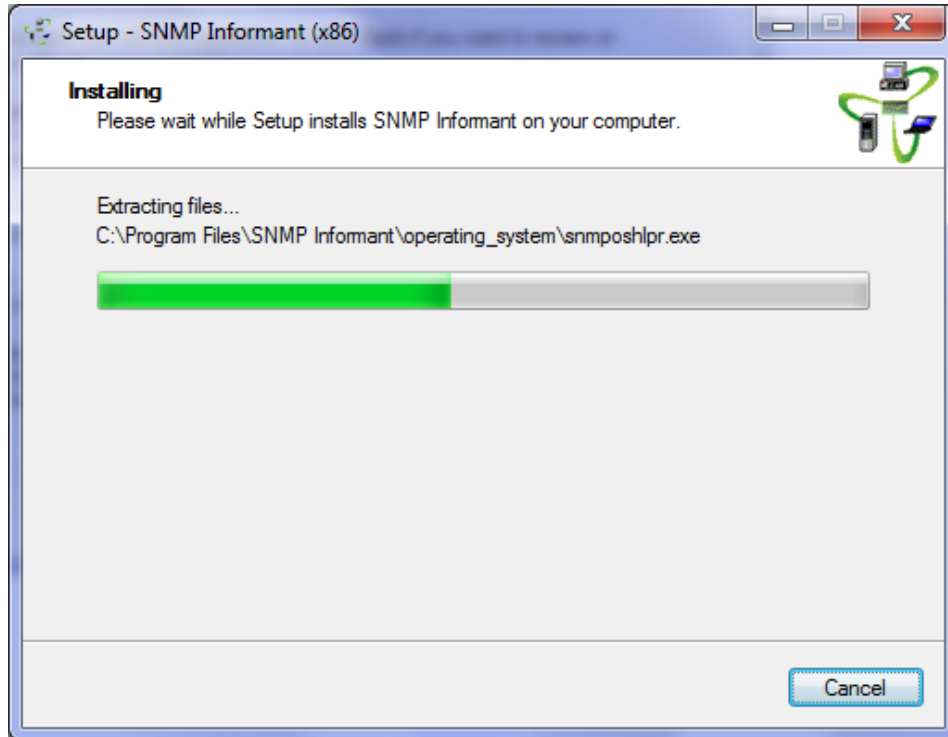 Setup - SNMP Informant (x86)
Installing
Please wait while Setup installs SNMP Informant on your computer.
Extracting files...
C:\Program Files\SNMP Informant\operating_system\snmposhlpr.exe
Cancel